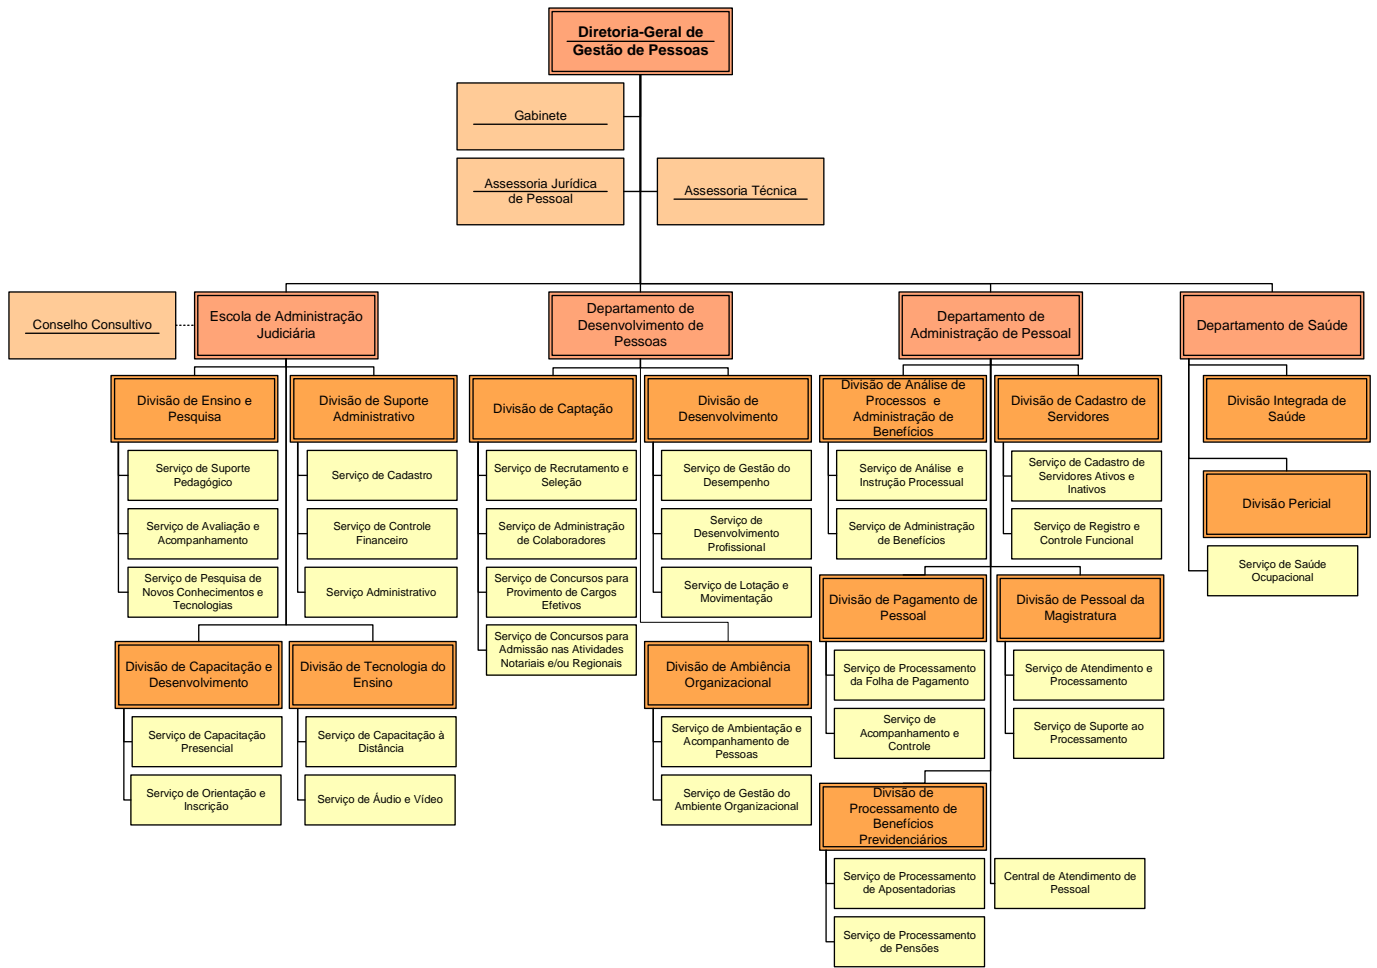 Diretoria-Geral de
Gestão de Pessoas
Gabinete
Assessoria Jurídica
de Pessoal
Assessoria Técnica
Conselho Consultivo
Escola de Administração
Judiciária
Departamento de
Desenvolvimento de
Pessoas
Departamento de
Administração de Pessoal
Departamento de Saúde
Divisão de Ensino e
Pesquisa
Divisão de Suporte
Administrativo
Divisão de Captação
Divisão de
Desenvolvimento
Divisão de Análise de
Processos e
Administração de
Benefícios
Divisão de Cadastro de
Servidores
Divisão Integrada de
Saúde
Serviço de Suporte
Pedagógico
Serviço de Cadastro
Serviço de Recrutamento e
Seleção
Serviço de Gestão do
Desempenho
Serviço de Análise e
Instrução Processual
Serviço de Cadastro de
Servidores Ativos e
Inativos
Divisão Pericial
Serviço de Avaliação e
Acompanhamento
Serviço de Controle
Financeiro
Serviço de Administração
de Colaboradores
Serviço de
Desenvolvimento
Profissional
Serviço de Administração
de Benefícios
Serviço de Registro e
Controle Funcional
Serviço de Saúde
Ocupacional
Serviço de Pesquisa de
Novos Conhecimentos e
Tecnologias
Serviço Administrativo
Serviço de Concursos para
Provimento de Cargos
Efetivos
Serviço de Lotação e
Movimentação
Divisão de Pagamento de
Pessoal
Divisão de Pessoal da
Magistratura
Serviço de Concursos para
Admissão nas Atividades
Notariais e/ou Regionais
Divisão de Capacitação e
Desenvolvimento
Divisão de Tecnologia do
Ensino
Divisão de Ambiência
Organizacional
Serviço de Processamento
da Folha de Pagamento
Serviço de Atendimento e
Processamento
Serviço de Capacitação
Presencial
Serviço de Capacitação à
Distância
Serviço de Ambientação e
Acompanhamento de
Pessoas
Serviço de
Acompanhamento e
Controle
Serviço de Suporte ao
Processamento
Serviço de Orientação e
Inscrição
Serviço de Áudio e Vídeo
Serviço de Gestão do
Ambiente Organizacional
Divisão de
Processamento de
Benefícios
Previdenciários
Serviço de Processamento
de Aposentadorias
Central de Atendimento de
Pessoal
Serviço de Processamento
de Pensões